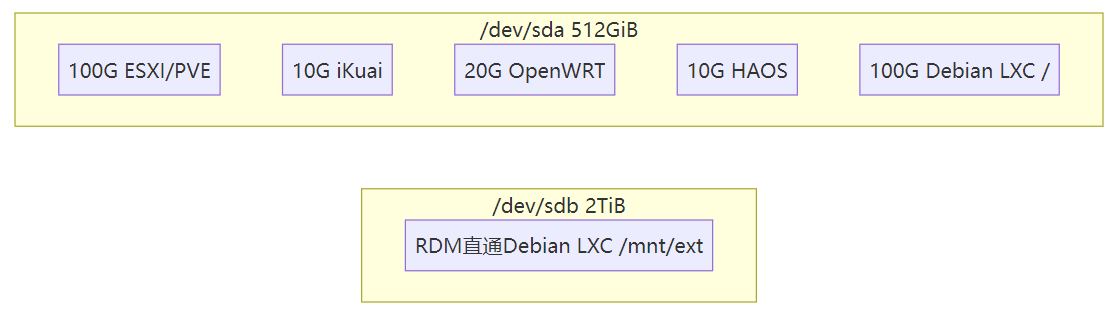 /dev/sda 512GiB
100G ESXI/PVE
10G iKuai
20G OpenWRT
10G HAOS
100G Debian LXC /
/dev/sdb 2TiB
RDM直通Debian LXC /mnt/ext